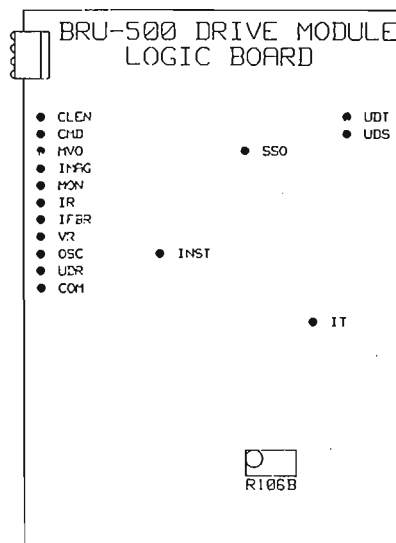 BRU-500 DRIVE MODULE
LOGIC BOARD
CLEN
CMD
MVO
IMAG
MON
IR
IFBR
VR
OSC
UDR
COM
UDT
UDS
SSO
INST
IT
R106B